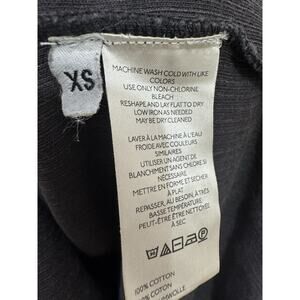 XS
MACHINE WASH COLD WITH LIKE
COLORS
USE ONLY NON-CHLORINE
BLEACH
RESHAPE AND LAY FLAT TO DRY
LOW IRON AS NEEDED
MAY BE DRY CLEANED
LAVER À LA MACHINE À L'EAU
FROIDE AVEC COULEURS
SIMILAIRES
UTILISER UN AGENT DE
BLANCHIMENT SANS CHLORE SI
NÉCESSAIRE
METTRE EN FORME ET SÉCHER
À PLAT
REPASSER, AU BESOIN, À
BASSE TEMPÉRATURE
PEUT-ÊTRE ÊTRE NETTOYÉ
À SEC
100% COTTON
100% COTON